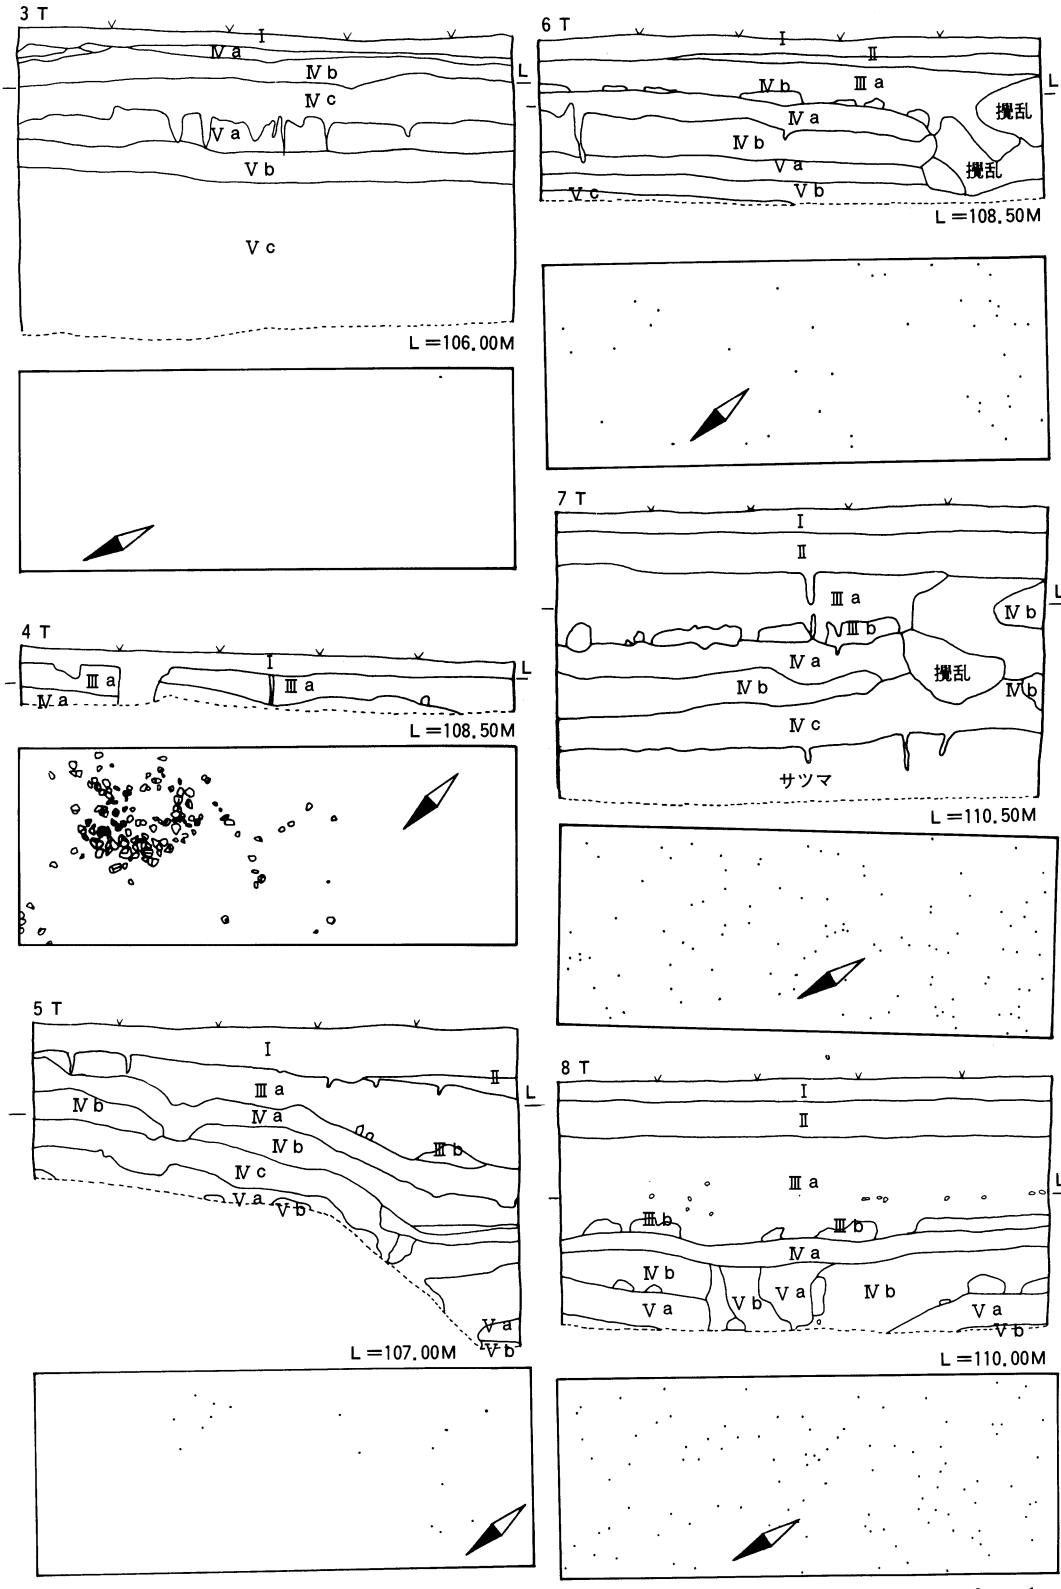 3 T
Ⅰ
Ⅳ a
Ⅳ b
L
Ⅳ c
Ⅴ a
Ⅴ b
Ⅴ c
L=106.00M
4 T
Ⅰ
L
Ⅲ a
Ⅲ a
Ⅳ a
L=108.50M
5 T
Ⅰ
Ⅱ
Ⅲ a
L
Ⅳ b
Ⅳ a
Ⅳ b
Ⅲ b
Ⅳ c
Ⅴ a
Ⅴ b
Ⅴ a
Ⅴ b
L=107.00M
6 T
Ⅰ
Ⅱ
L
Ⅳ b
Ⅲ a
攪乱
Ⅳ a
Ⅳ b
Ⅴ a
攪乱
Ⅴ c
Ⅴ b
L=108.50M
7 T
Ⅰ
Ⅱ
L
Ⅲ a
Ⅳ b
Ⅲ b
Ⅳ a
攪乱
Ⅳ b
Ⅳ b
Ⅳ c
サツマ
L=110.50M
8 T
Ⅰ
Ⅱ
Ⅲ a
L
Ⅲ b
Ⅲ b
Ⅳ a
Ⅳ b
Ⅴ a
Ⅴ b
Ⅴ a
Ⅳ b
Ⅴ a
Ⅴ b
L=110.00M